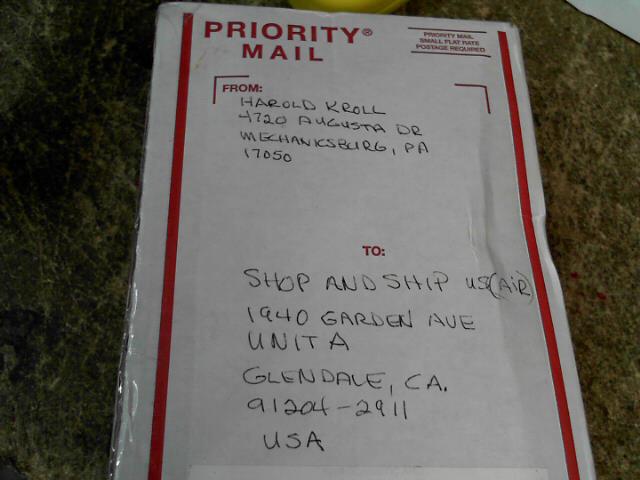 PRIORITY®
MAIL
PRIORITY MAIL
SMALL FLAT RATE
POSTAGE REQUIRED
FROM:
HAROLD KROLL
4720 AUGUSTA DR
MECHANICSBURG, PA
17050
TO:
SHOP AND SHIP US(AIR)
1940 GARDEN AVE
UNIT A
GLENDALE, CA.
91204-2911
USA